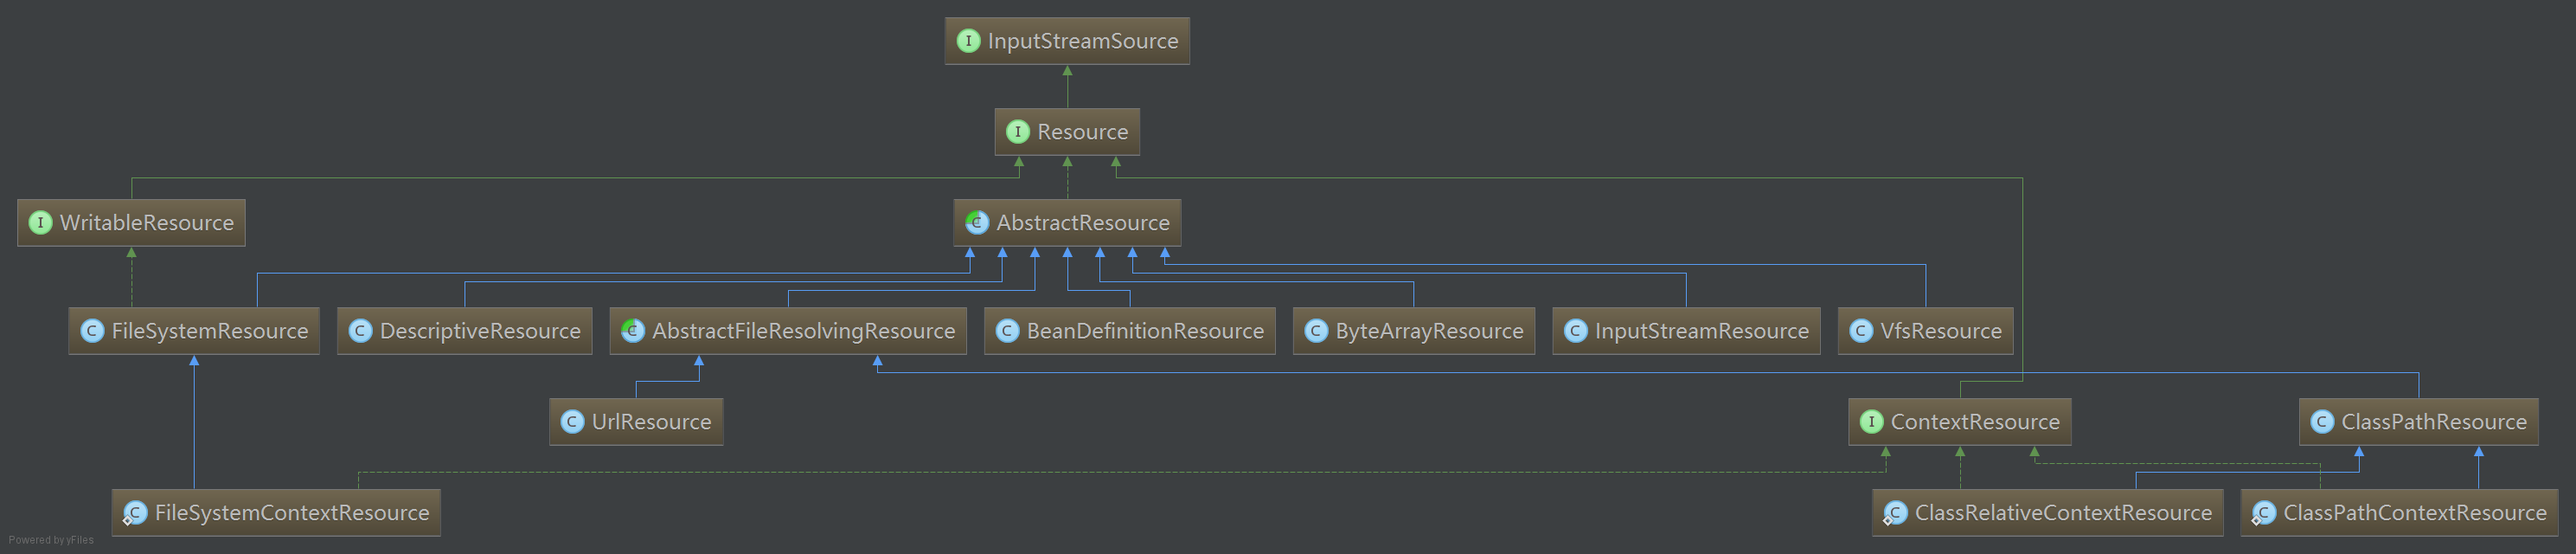 I InputStreamSource
I Resource
I WritableResource
C AbstractResource
C FileSystemResource
C DescriptiveResource
C AbstractFileResolvingResource
C BeanDefinitionResource
C ByteArrayResource
C InputStreamResource
C VfsResource
C UrlResource
I ContextResource
C ClassPathResource
C FileSystemContextResource
C ClassRelativeContextResource
C ClassPathContextResource
Powered by yFiles